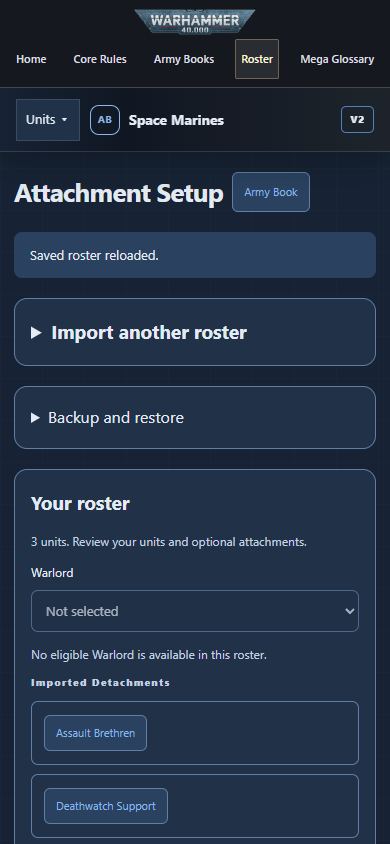 WARHAMMER
40,000
Home Core Rules Army Books Roster Mega Glossary
Units AB Space Marines V2
Attachment Setup Army Book
Saved roster reloaded.
Import another roster
Backup and restore
Your roster
3 units. Review your units and optional attachments.
Warlord
Not selected
No eligible Warlord is available in this roster.
Imported Detachments
Assault Brethren
Deathwatch Support